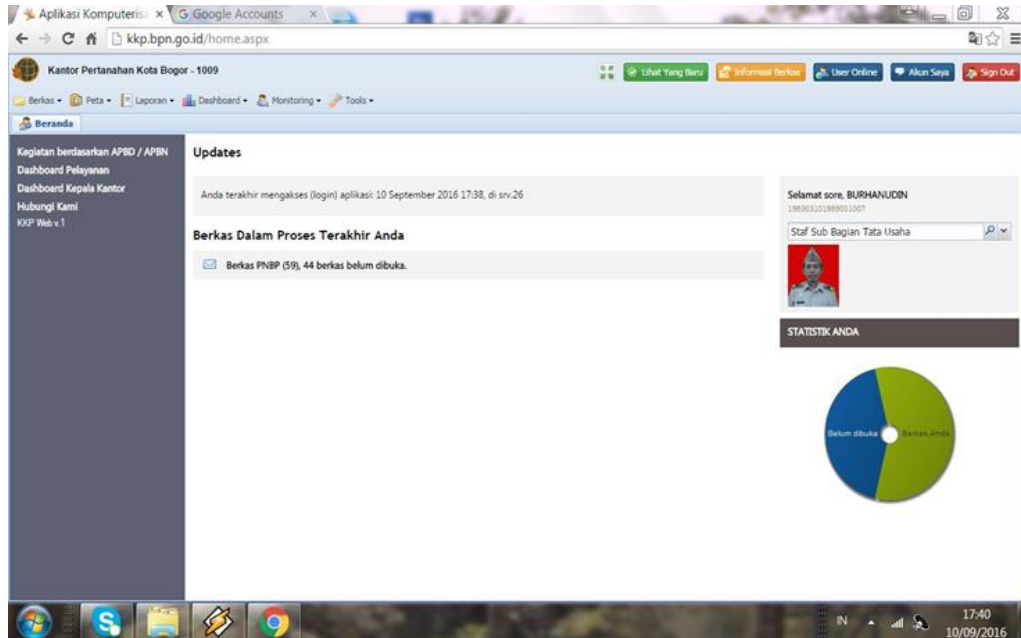 Aplikasi Komputeris
Google Accounts
kkp.bpn.go.id/home.aspx
Kantor Pertanahan Kota Bogor - 1009
Lihat Yang Baru
Informasi Berkas
User Online
Akun Saya
Sign Out
Berkas
Peta
Laporan
Dashboard
Monitoring
Tools
Beranda
Kegiatan berdasarkan APBD / APBN
Dashboard Pelayanan
Dashboard Kepala Kantor
Hubungi Kami
KKP Web v.1
Updates
Anda terakhir mengakses (login) aplikasi: 10 September 2016 17:38, di srv.26
Berkas Dalam Proses Terakhir Anda
Berkas PNBP (59), 44 berkas belum dibuka.
Selamat sore, BURHANUDIN
Staf Sub Bagian Tata Usaha
STATISTIK ANDA
Belum dibuka
Berkas Anda
IN
17:40
10/09/2016